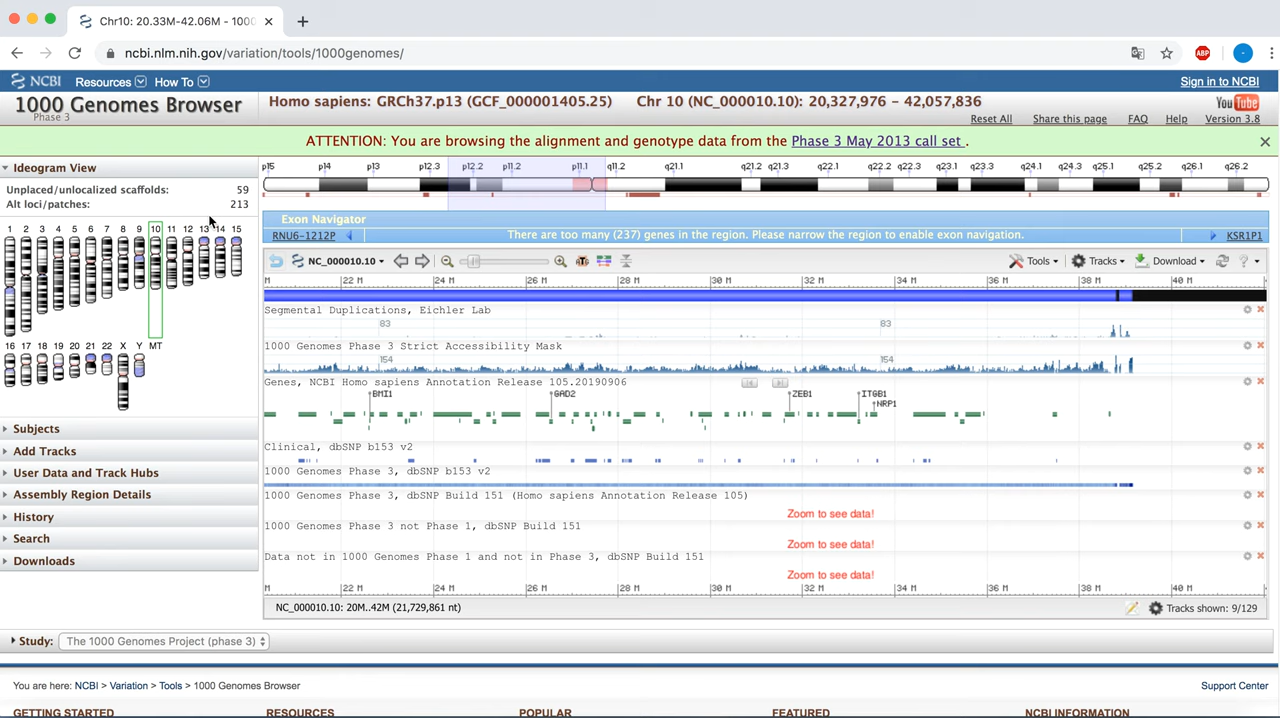 Chr10: 20.33M-42.06M - 1000
ncbi.nlm.nih.gov/variation/tools/1000genomes/
ABP
NCBI Resources How To Sign in to NCBI
1000 Genomes Browser
Phase 3
Homo sapiens: GRCh37.p13 (GCF_000001405.25) Chr 10 (NC_000010.10): 20,327,976 - 42,057,836
YouTube
Reset All Share this page FAQ Help Version 3.8
ATTENTION: You are browsing the alignment and genotype data from the Phase 3 May 2013 call set .
Ideogram View
Unplaced/unlocalized scaffolds: 59
Alt loci/patches: 213
1 2 3 4 5 6 7 8 9 10 11 12 13 14 15
16 17 18 19 20 21 22 X Y MT
Subjects
Add Tracks
User Data and Track Hubs
Assembly Region Details
History
Search
Downloads
p15 p14 p13 p12.3 p12.2 p11.2 p11.1 q11.2 q21.1 q21.2 q21.3 q22.2 q22.3 q23.1 q23.3 q24.1 q24.3 q25.1 q25.3 q26.2
Exon Navigator
RNU6-1212P There are too many (237) genes in the region. Please narrow the region to enable exon navigation. KSR1P1
NC_000010.10 Tools Tracks Download ?
22 M 24 M 26 M 28 M 30 M 32 M 34 M 36 M 38 M 40 M
Segmental Duplications, Eichler Lab
83 83
1000 Genomes Phase 3 Strict Accessibility Mask
154 154
Genes, NCBI Homo sapiens Annotation Release 105.20190906
BMI1 GAD2 ZEB1 ITGB1
NRP1
Clinical, dbSNP b153 v2
1000 Genomes Phase 3, dbSNP b153 v2
1000 Genomes Phase 3, dbSNP Build 151 (Homo sapiens Annotation Release 105)
Zoom to see data!
1000 Genomes Phase 3 not Phase 1, dbSNP Build 151
Zoom to see data!
Data not in 1000 Genomes Phase 1 and not in Phase 3, dbSNP Build 151
Zoom to see data!
M 22 M 24 M 26 M 28 M 30 M 32 M 34 M 36 M 38 M 40 M
NC_000010.10: 20M..42M (21,729,861 nt) Tracks shown: 9/129
Study: The 1000 Genomes Project (phase 3)
You are here: NCBI > Variation > Tools > 1000 Genomes Browser Support Center
GETTING STARTED RESOURCES POPULAR FEATURED NCBI INFORMATION